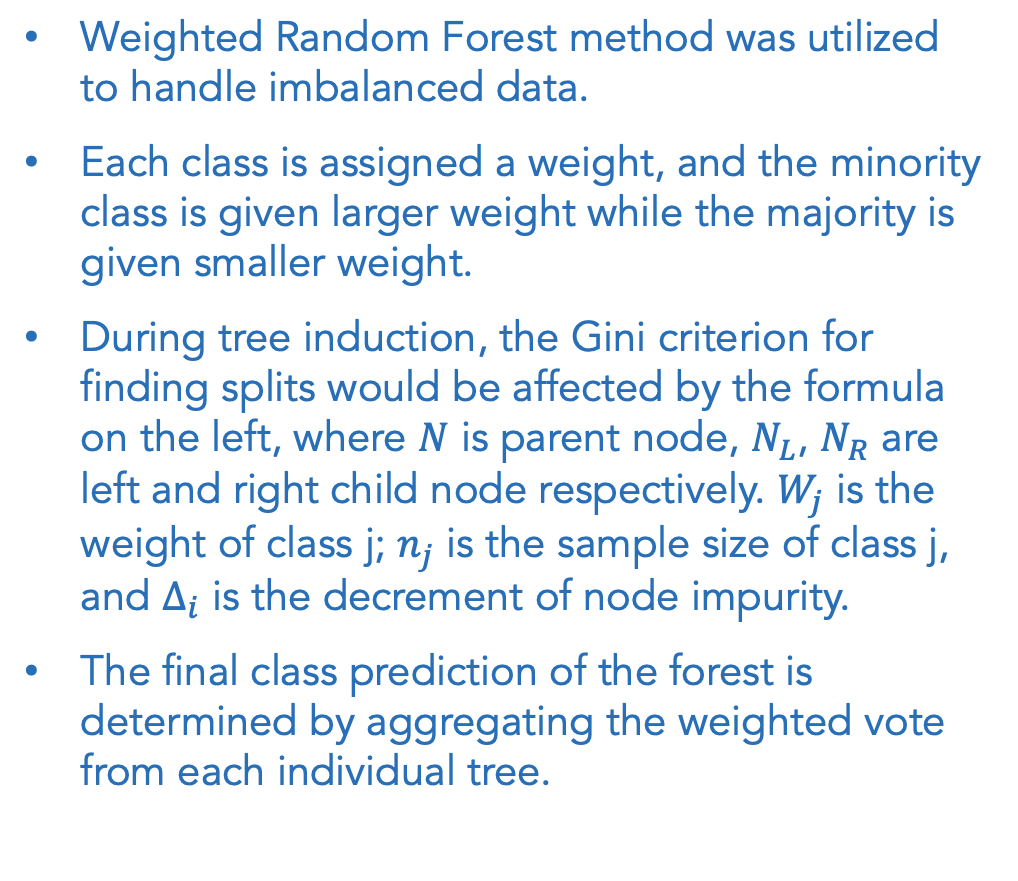 • Weighted Random Forest method was utilized
to handle imbalanced data.
• Each class is assigned a weight, and the minority
class is given larger weight while the majority is
given smaller weight.
• During tree induction, the Gini criterion for
finding splits would be affected by the formula
on the left, where N is parent node, N_L, N_R are
left and right child node respectively. W_j is the
weight of class j; n_j is the sample size of class j,
and Δ_i is the decrement of node impurity.
• The final class prediction of the forest is
determined by aggregating the weighted vote
from each individual tree.